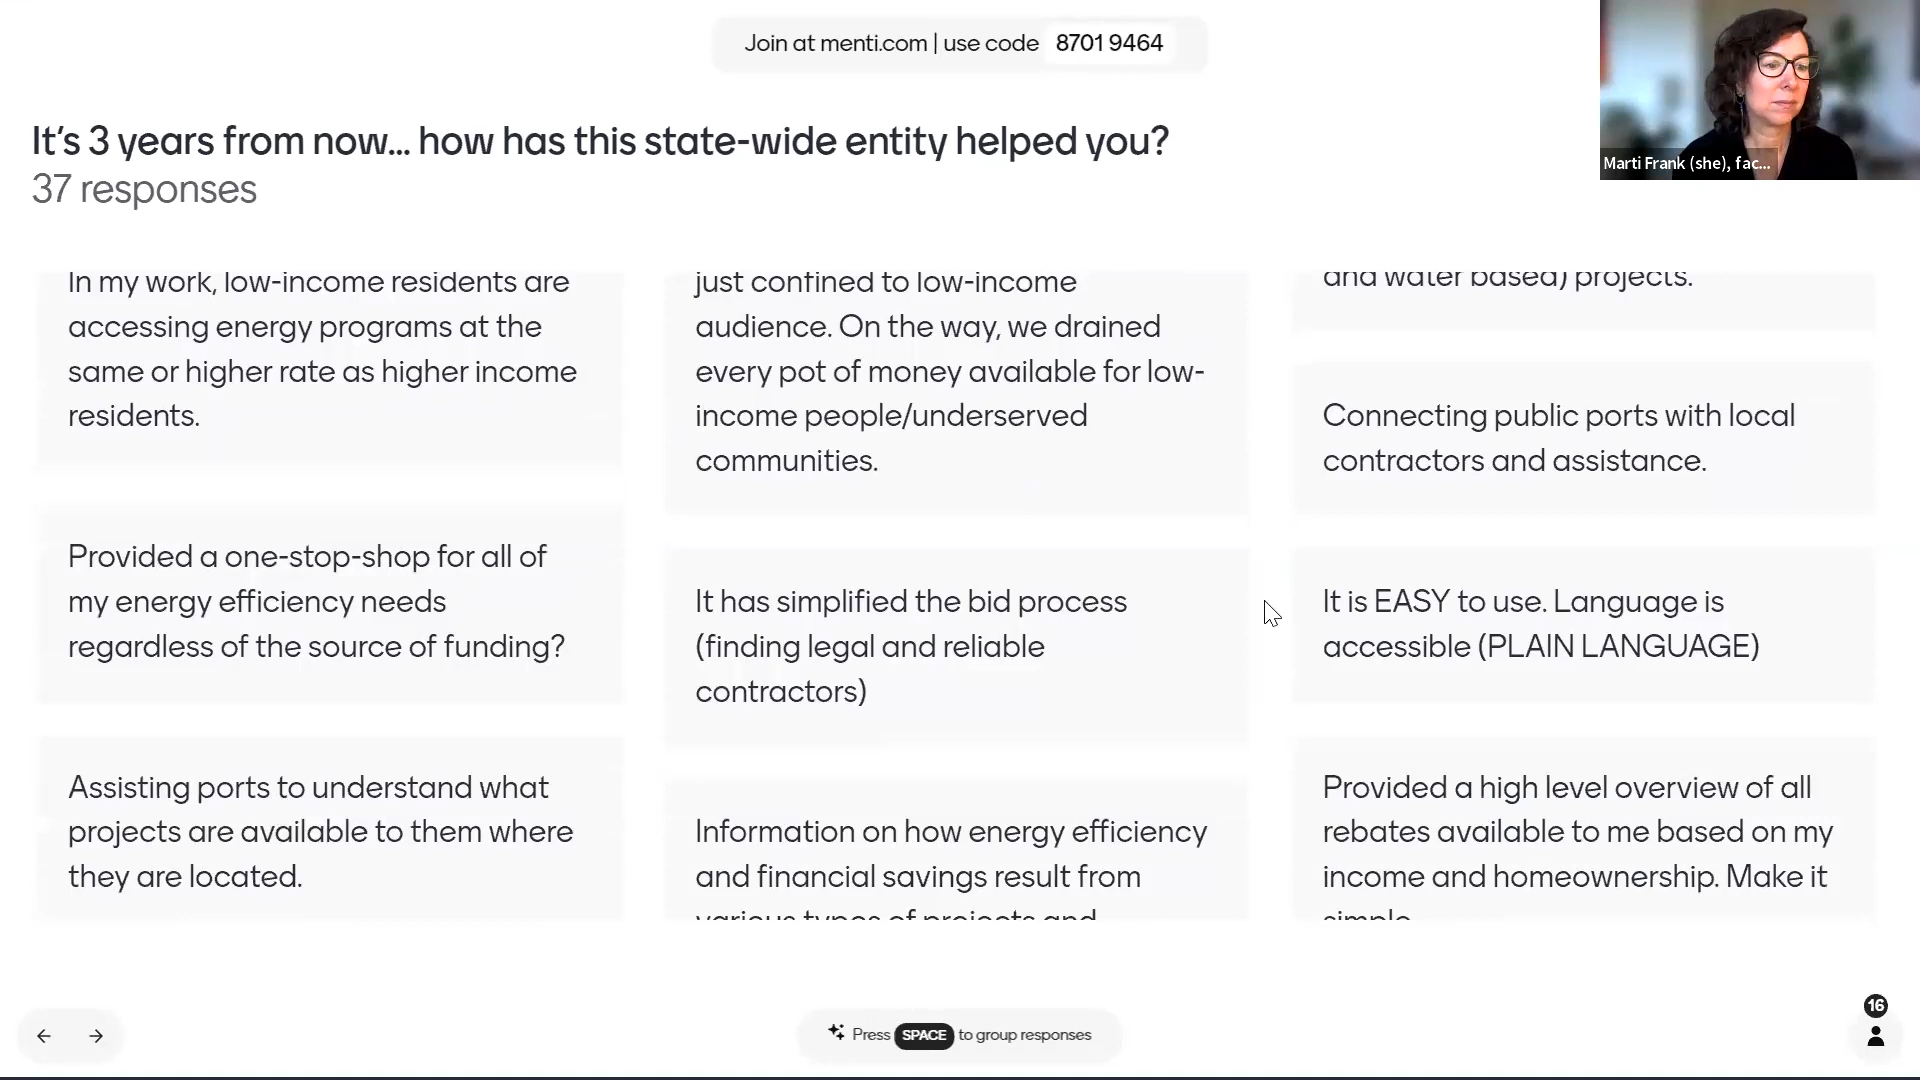 Join at menti.com | use code 8701 9464
Marti Frank (she), fac...
It's 3 years from now... how has this state-wide entity helped you?
37 responses
In my work, low-income residents are
accessing energy programs at the
same or higher rate as higher income
residents.
Provided a one-stop-shop for all of
my energy efficiency needs
regardless of the source of funding?
Assisting ports to understand what
projects are available to them where
they are located.
just confined to low-income
audience. On the way, we drained
every pot of money available for low-
income people/underserved
communities.
It has simplified the bid process
(finding legal and reliable
contractors)
Information on how energy efficiency
and financial savings result from
various types of projects and
and water based) projects.
Connecting public ports with local
contractors and assistance.
It is EASY to use. Language is
accessible (PLAIN LANGUAGE)
Provided a high level overview of all
rebates available to me based on my
income and homeownership. Make it
simple
Press SPACE to group responses
16